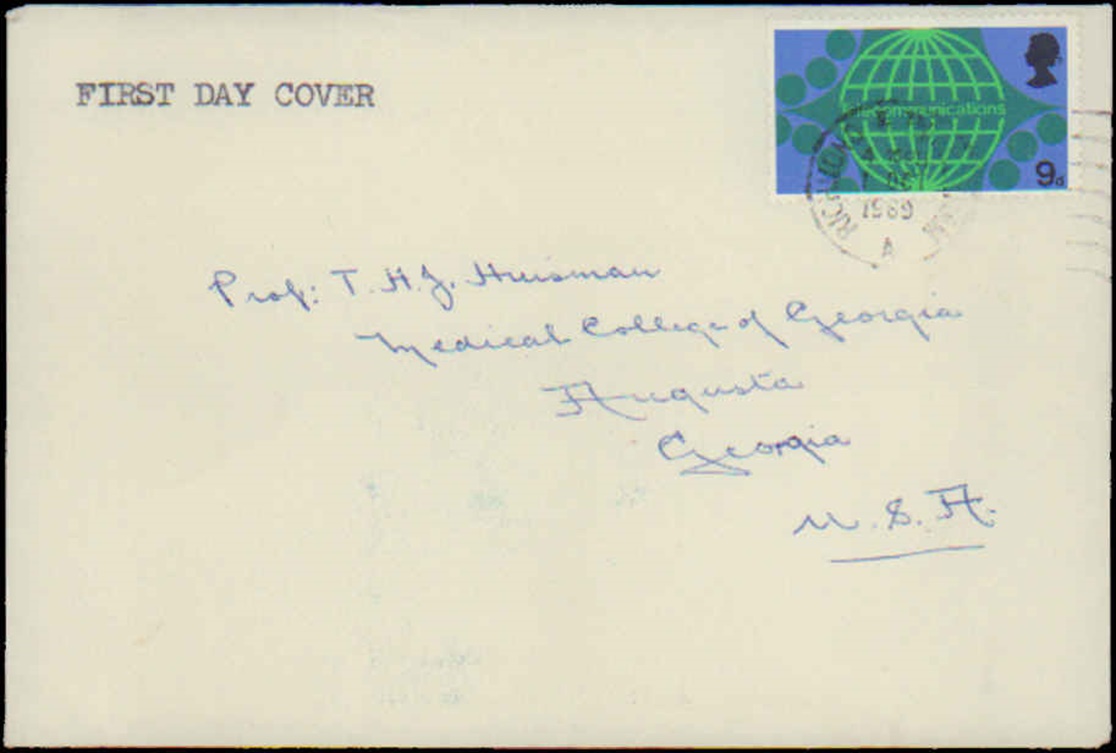 FIRST DAY COVER
telecommunications
9d
1969
A
Prof: T. H. J. Huisman
Medical College of Georgia
Augusta
Georgia
U. S. A.